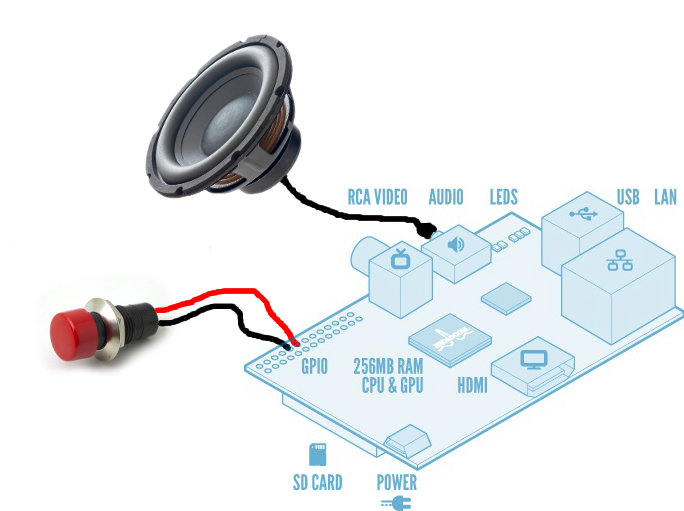 RCA VIDEO AUDIO LEDS USB LAN
GPIO
256MB RAM
CPU & GPU
HDMI
SD CARD
POWER